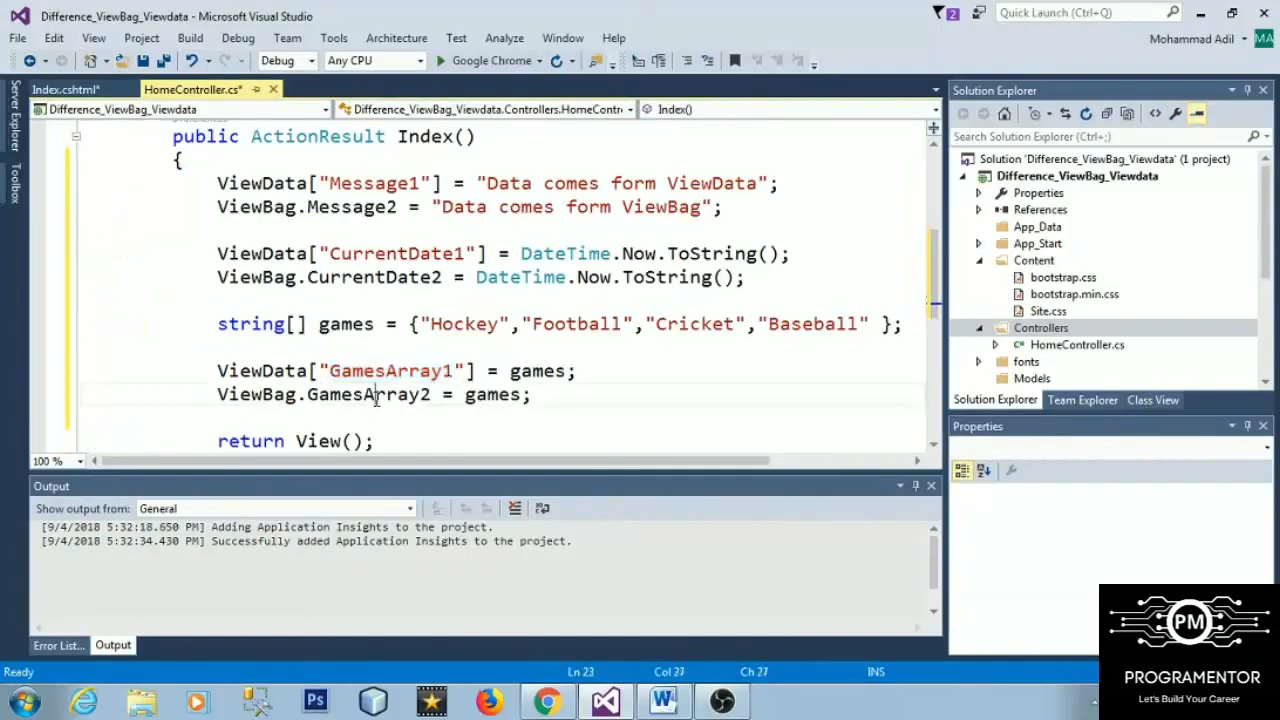 Difference_ViewBag_Viewdata - Microsoft Visual Studio
2
Quick Launch (Ctrl+Q)
File Edit View Project Build Debug Team Tools Architecture Test Analyze Window Help
Mohammad Adil
MA
Debug Any CPU Google Chrome
Server Explorer
Toolbox
Index.cshtml* HomeController.cs*
Difference_ViewBag_Viewdata Difference_ViewBag_Viewdata.Controllers.HomeContr Index()
public ActionResult Index()
{
ViewData["Message1"] = "Data comes form ViewData";
ViewBag.Message2 = "Data comes form ViewBag";
ViewData["CurrentDate1"] = DateTime.Now.ToString();
ViewBag.CurrentDate2 = DateTime.Now.ToString();
string[] games = {"Hockey","Football","Cricket","Baseball" };
ViewData["GamesArray1"] = games;
ViewBag.GamesArray2 = games;
return View();
100 %
Output
Show output from: General
[9/4/2018 5:32:18.650 PM] Adding Application Insights to the project.
[9/4/2018 5:32:34.430 PM] Successfully added Application Insights to the project.
Error List... Output
Solution Explorer
Search Solution Explorer (Ctrl+;)
Solution 'Difference_ViewBag_Viewdata' (1 project)
Difference_ViewBag_Viewdata
Properties
References
App_Data
App_Start
Content
bootstrap.css
bootstrap.min.css
Site.css
Controllers
HomeController.cs
fonts
Models
Solution Explorer Team Explorer Class View
Properties
Ready Ln 23 Col 27 Ch 27 INS
Ps
W
PM
PROGRAMENTOR
Let's Build Your Career